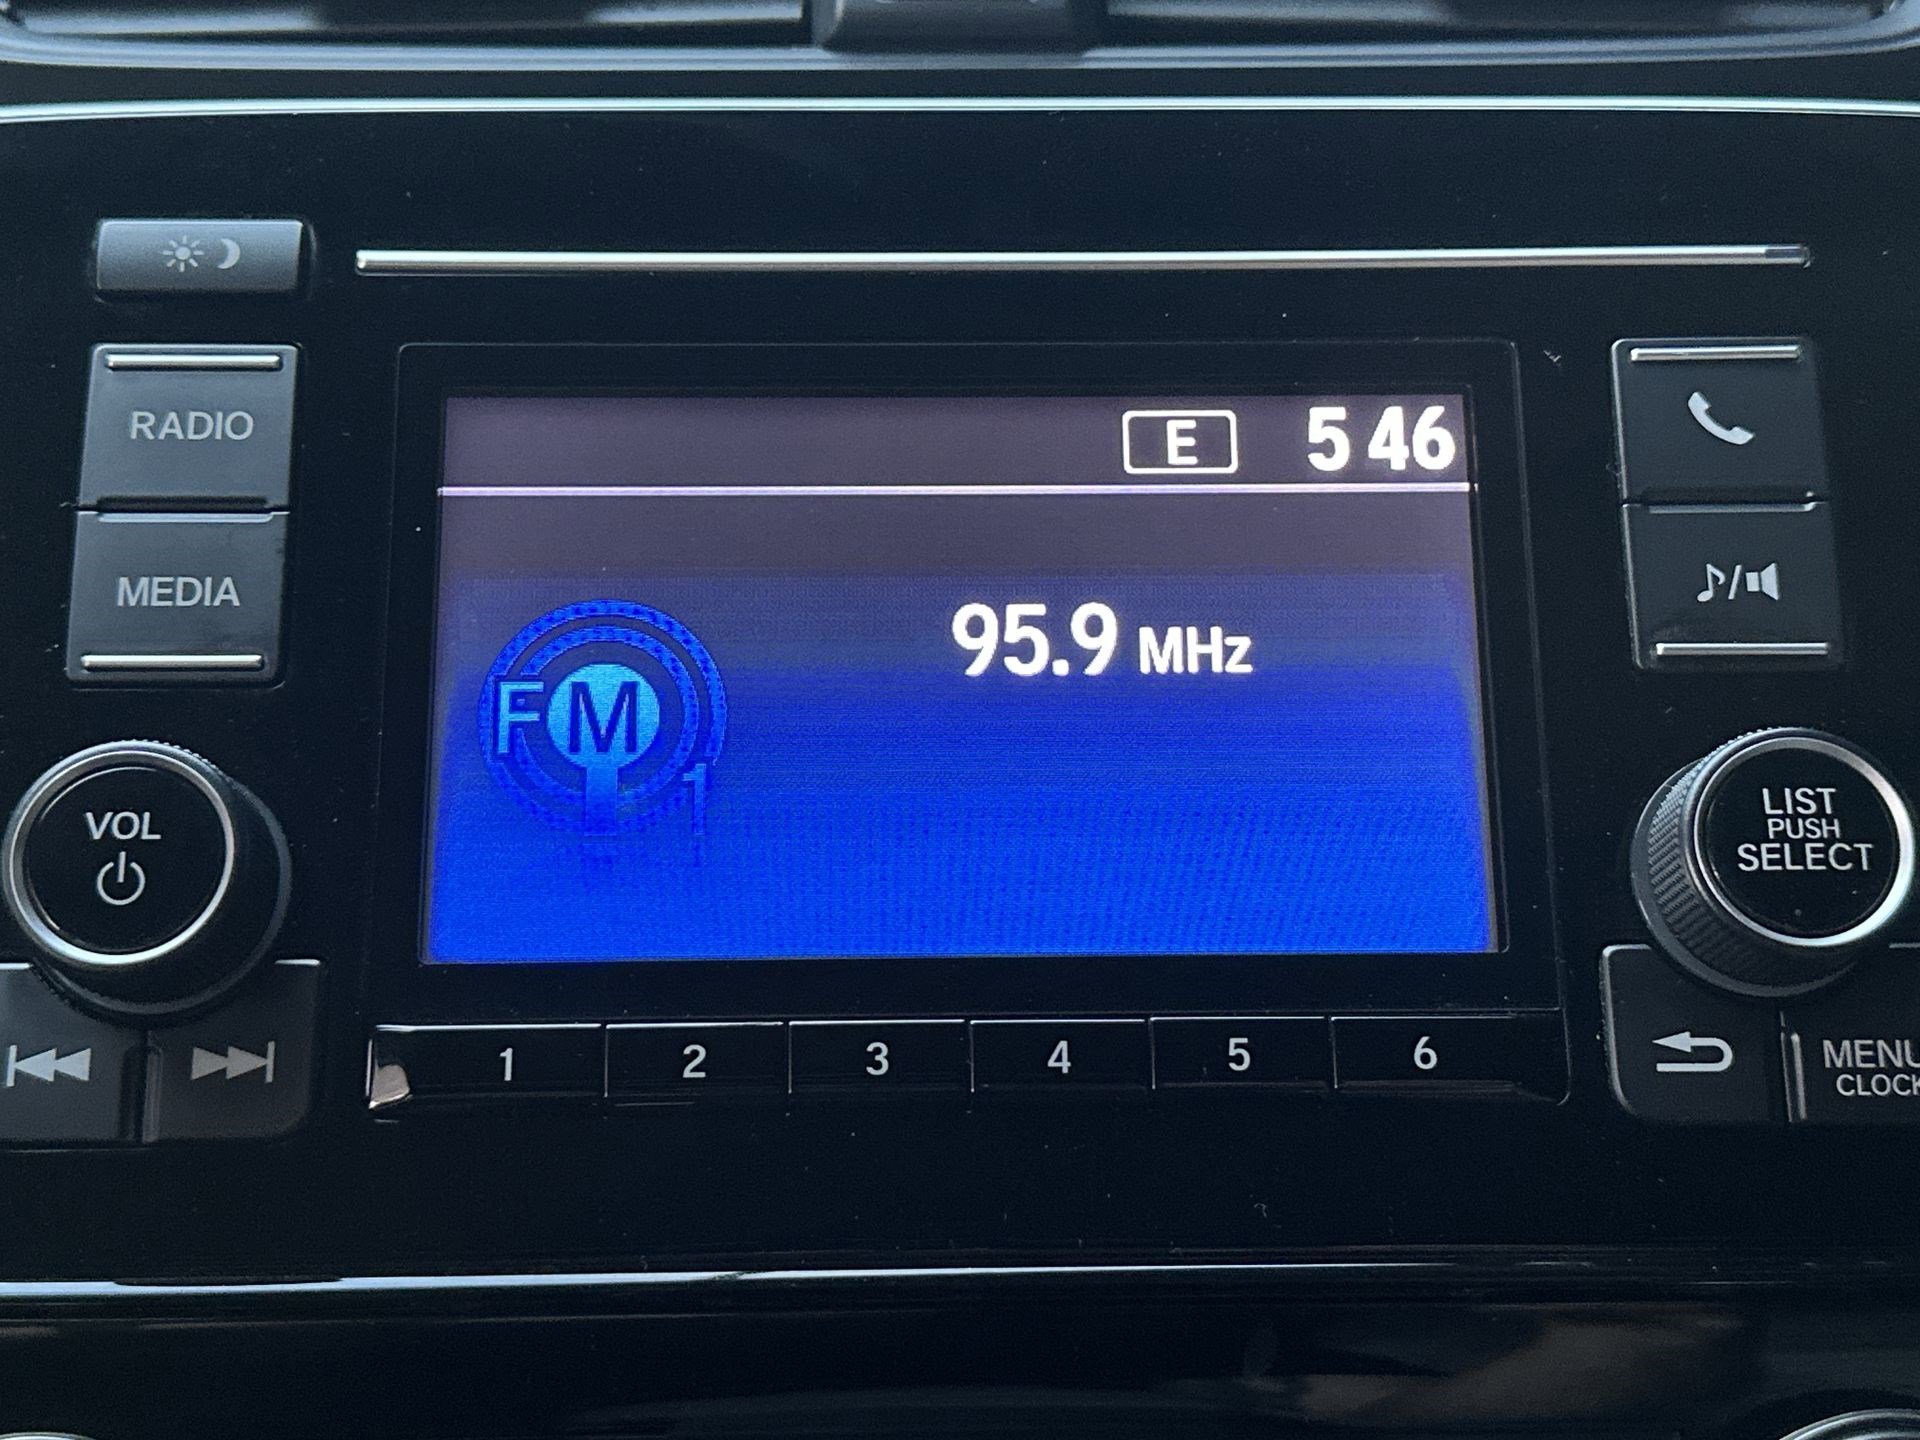 E 5 46
RADIO
MEDIA
95.9 MHz
FM
1
VOL
LIST
PUSH
SELECT
1 2 3 4 5 6
MENU
CLOCK